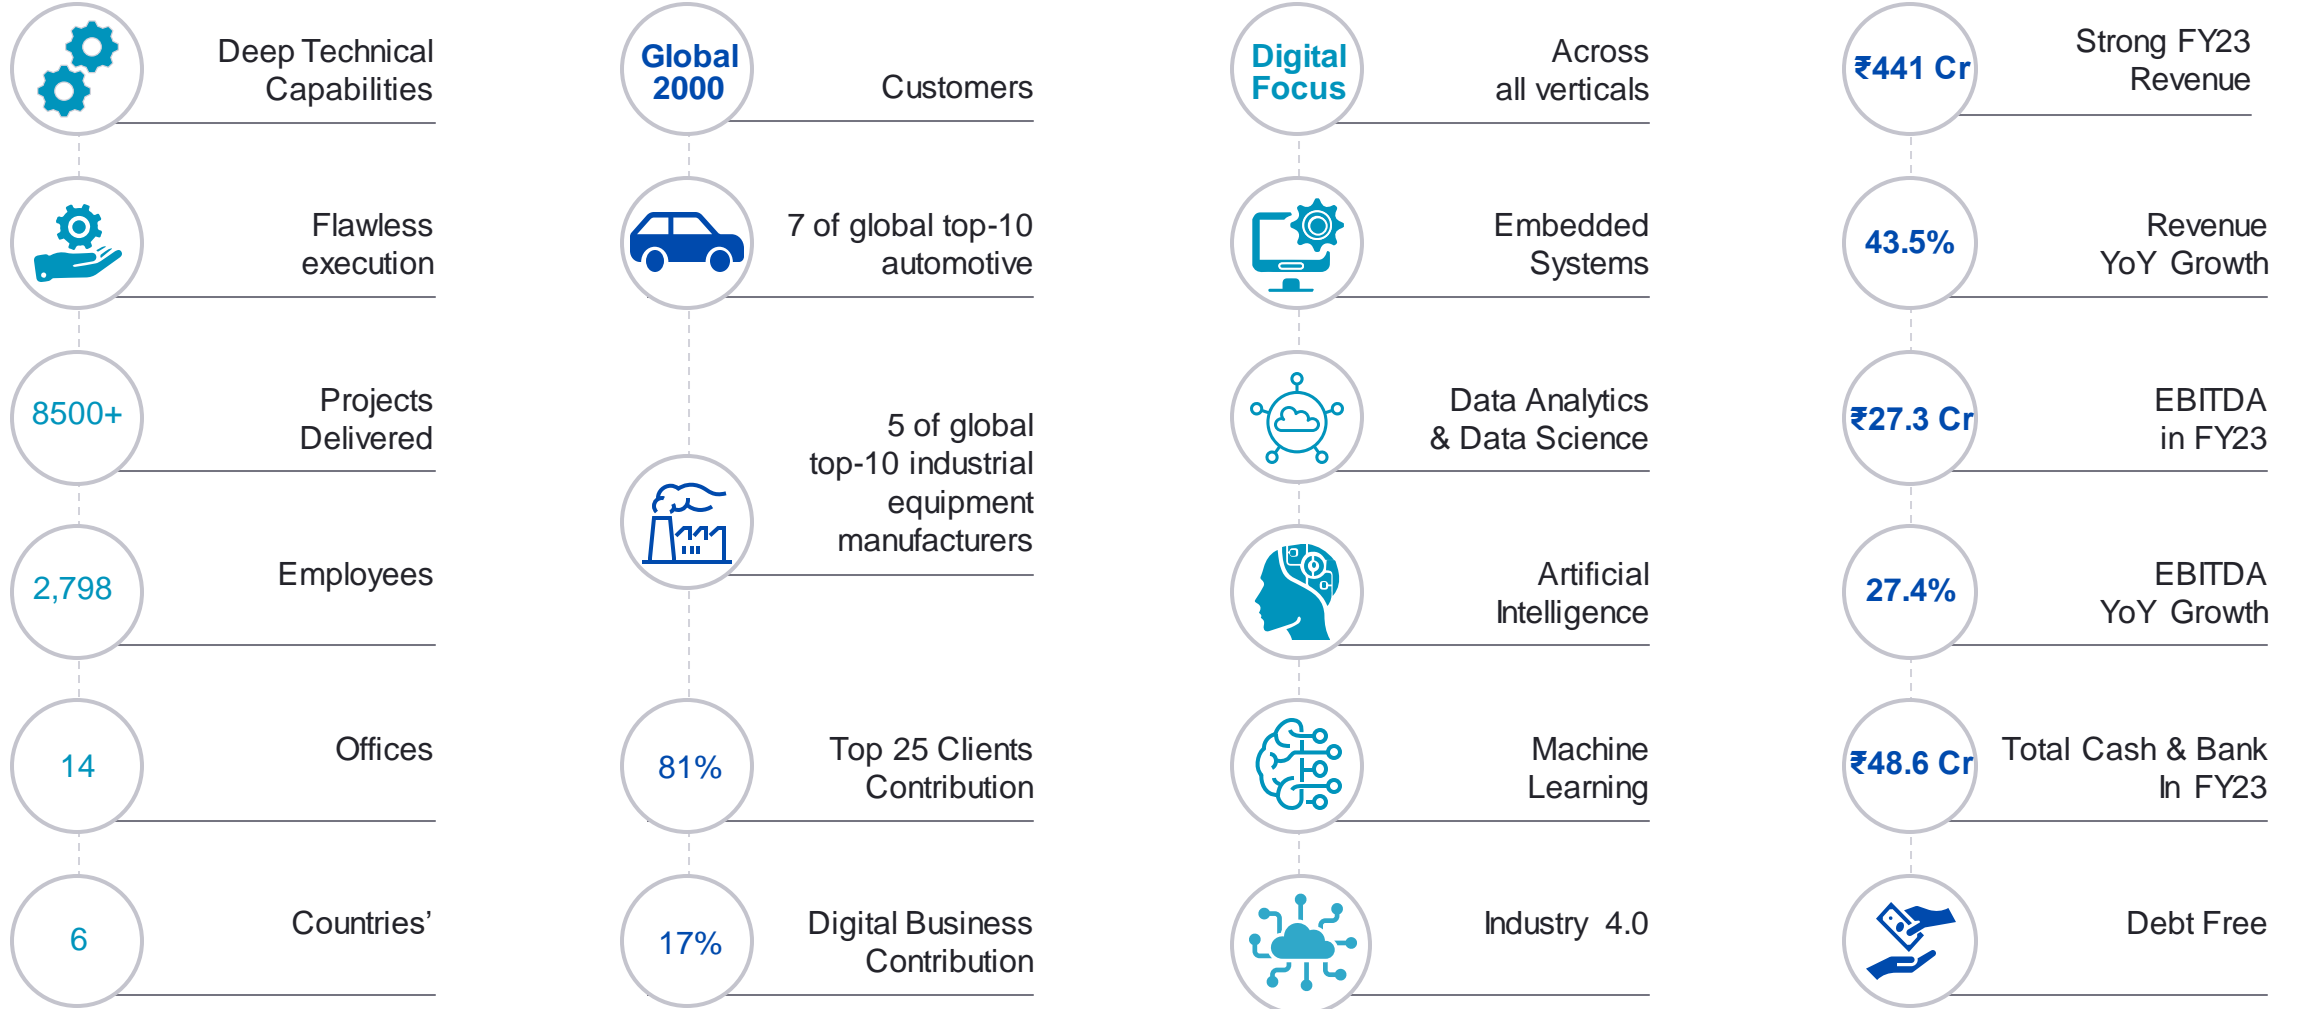 Deep Technical
Capabilities
Flawless
execution
8500+
Projects
Delivered
2,798
Employees
14
Offices
6
Countries’
Global
2000
Customers
7 of global top-10
automotive
5 of global
top-10 industrial
equipment
manufacturers
81%
Top 25 Clients
Contribution
17%
Digital Business
Contribution
Digital
Focus
Across
all verticals
Embedded
Systems
Data Analytics
& Data Science
Artificial
Intelligence
Machine
Learning
Industry 4.0
₹441 Cr
Strong FY23
Revenue
43.5%
Revenue
YoY Growth
₹27.3 Cr
EBITDA
in FY23
27.4%
EBITDA
YoY Growth
₹48.6 Cr
Total Cash & Bank
In FY23
Debt Free